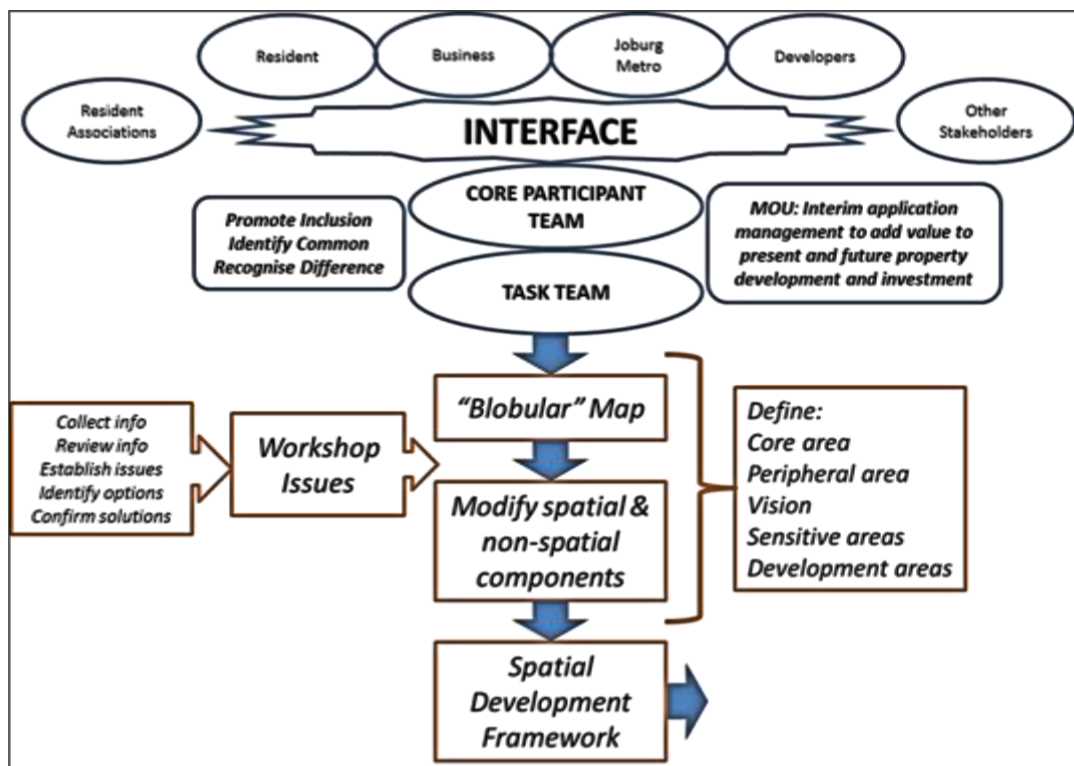 Resident
Business
Joburg
Metro
Developers
Resident
Associations
Other
Stakeholders
INTERFACE
CORE PARTICIPANT
TEAM
Promote Inclusion
Identify Common
Recognise Difference
MOU: Interim application
management to add value to
present and future property
development and investment
TASK TEAM
“Blobular” Map
Collect info
Review info
Establish issues
Identify options
Confirm solutions
Workshop
Issues
Modify spatial &
non-spatial
components
Define:
Core area
Peripheral area
Vision
Sensitive areas
Development areas
Spatial
Development
Framework